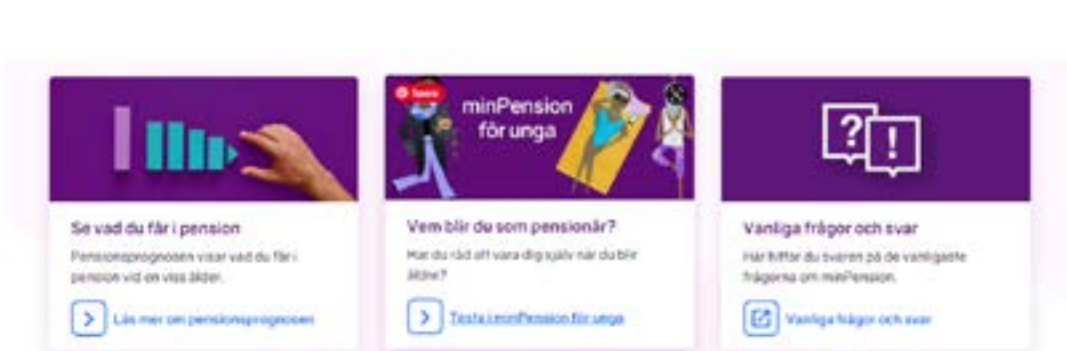 minPension
för unga
Se vad du får i pension
Pensionsprognosen visar vad du får i
pension vid en viss ålder.
Läs mer om pensionsprognosen
Vem blir du som pensionär?
Har du råd att vara dig själv när du blir
äldre?
Testa i minPension för unga
Vanliga frågor och svar
Här hittar du svaren på de vanligaste
frågorna om minPension.
Vanliga frågor och svar